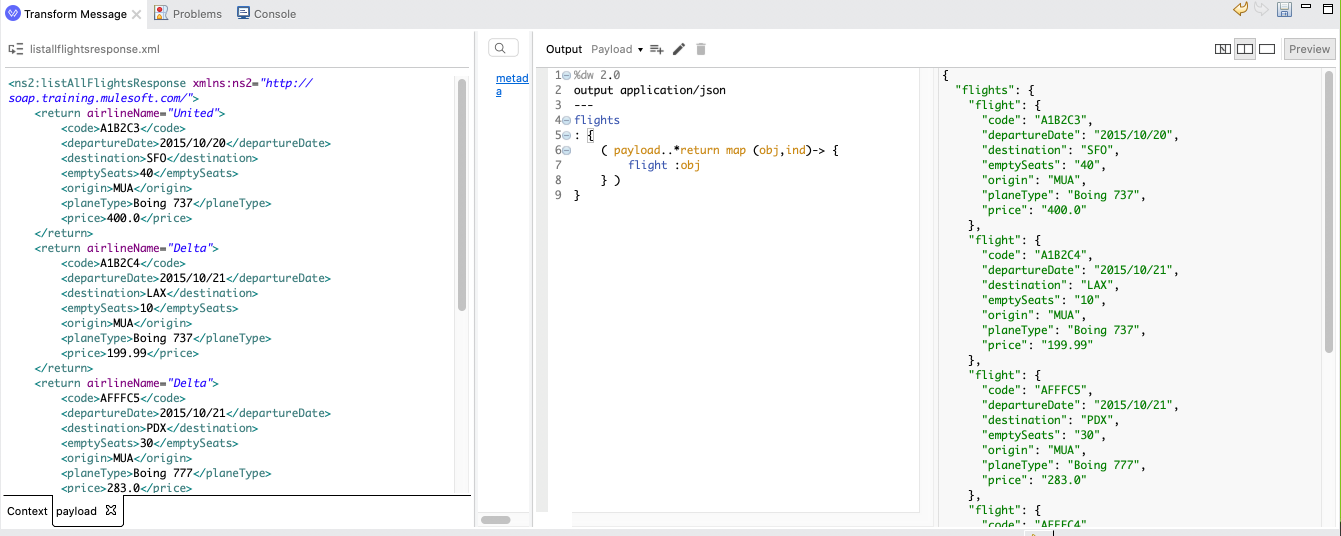 Transform Message
Problems
Console
listallflightsresponse.xml
<ns2:listAllFlightsResponse xmlns:ns2="http://
soap.training.mulesoft.com/">
<return airlineName="United">
<code>A1B2C3</code>
<departureDate>2015/10/20</departureDate>
<destination>SFO</destination>
<emptySeats>40</emptySeats>
<origin>MUA</origin>
<planeType>Boing 737</planeType>
<price>400.0</price>
</return>
<return airlineName="Delta">
<code>A1B2C4</code>
<departureDate>2015/10/21</departureDate>
<destination>LAX</destination>
<emptySeats>10</emptySeats>
<origin>MUA</origin>
<planeType>Boing 737</planeType>
<price>199.99</price>
</return>
<return airlineName="Delta">
<code>AFFFC5</code>
<departureDate>2015/10/21</departureDate>
<destination>PDX</destination>
<emptySeats>30</emptySeats>
<origin>MUA</origin>
<planeType>Boing 777</planeType>
<price>283.0</price>
Context
payload
metad
a
Output Payload
Preview
1 %dw 2.0
2 output application/json
3 ---
4 flights
5 : {
6 ( payload..*return map (obj,ind)-> {
7 flight :obj
8 } )
9 }
{
"flights": {
"flight": {
"code": "A1B2C3",
"departureDate": "2015/10/20",
"destination": "SFO",
"emptySeats": "40",
"origin": "MUA",
"planeType": "Boing 737",
"price": "400.0"
},
"flight": {
"code": "A1B2C4",
"departureDate": "2015/10/21",
"destination": "LAX",
"emptySeats": "10",
"origin": "MUA",
"planeType": "Boing 737",
"price": "199.99"
},
"flight": {
"code": "AFFFC5",
"departureDate": "2015/10/21",
"destination": "PDX",
"emptySeats": "30",
"origin": "MUA",
"planeType": "Boing 777",
"price": "283.0"
},
"flight": {
"code": "AFFFC4"